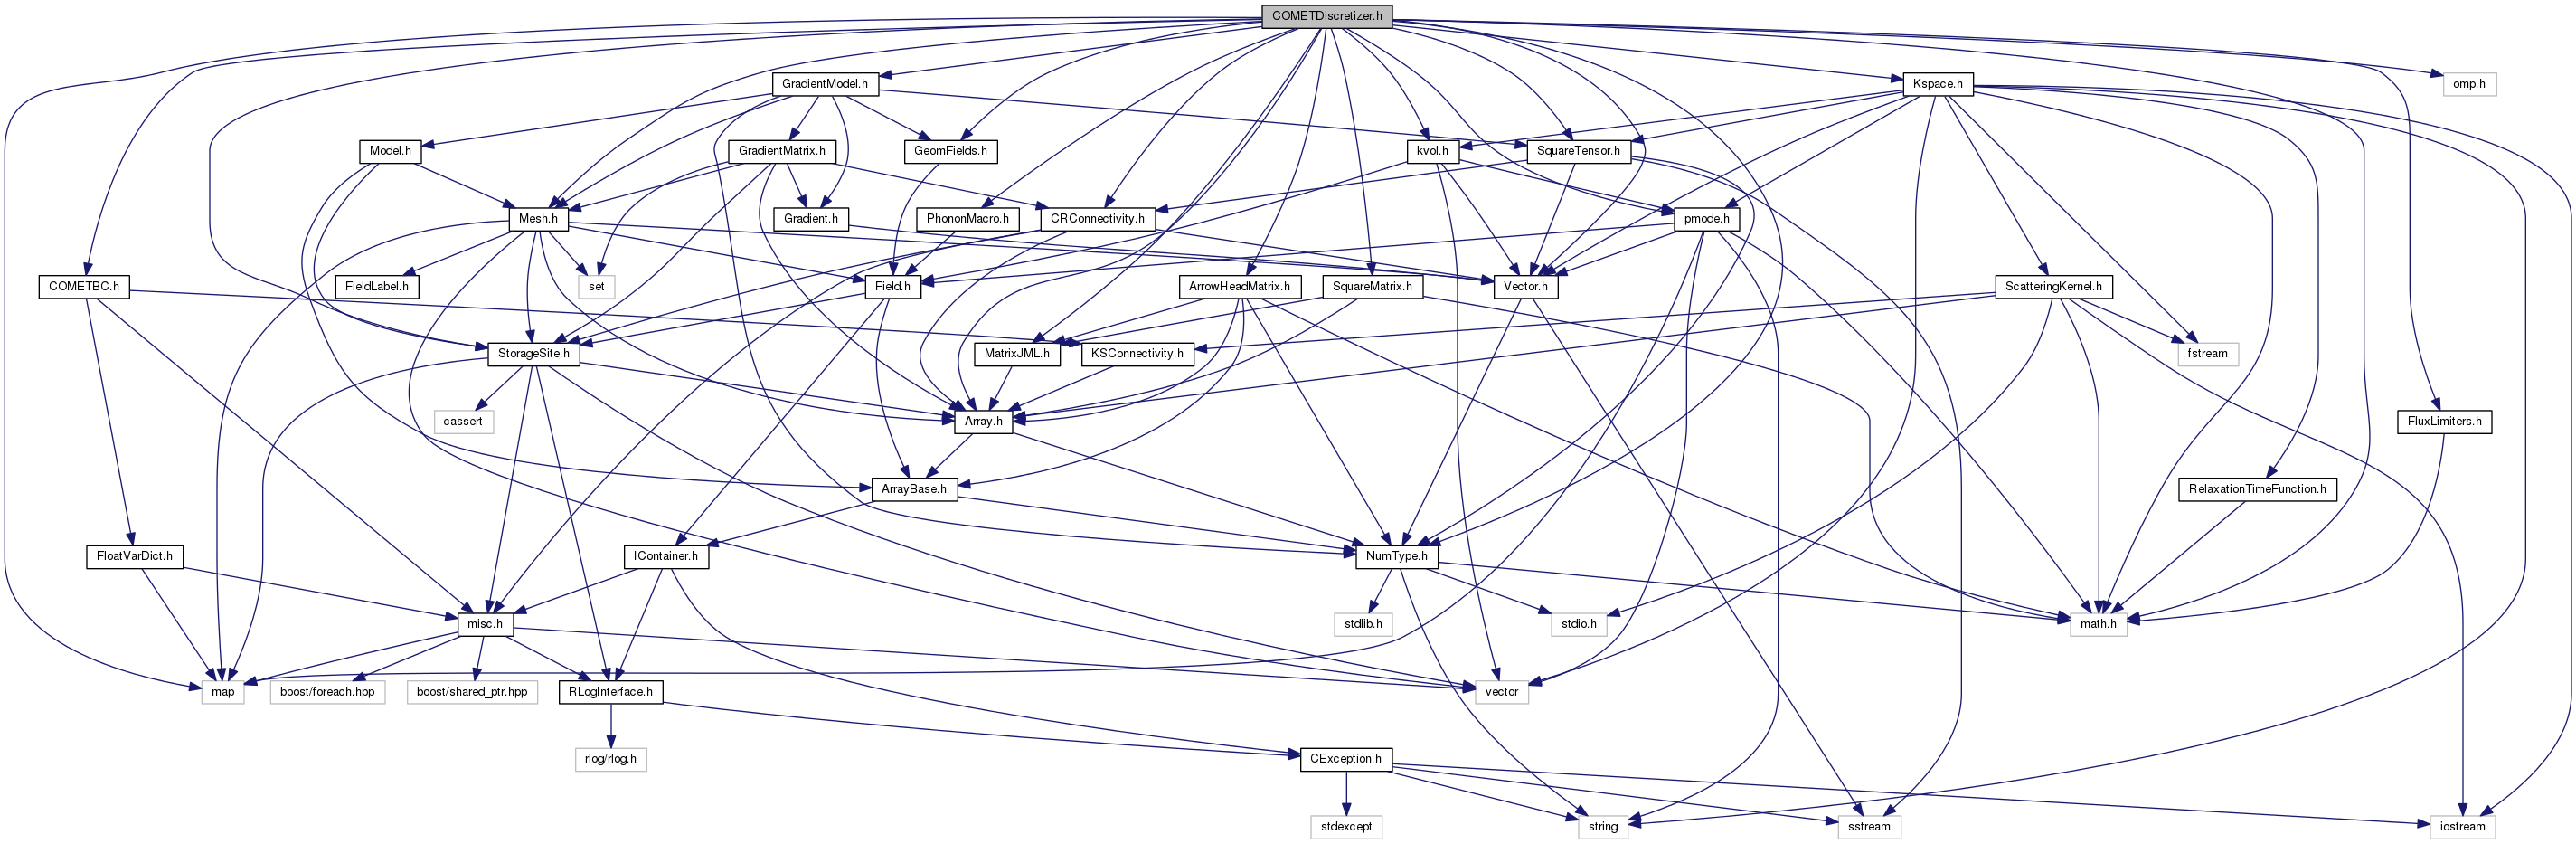 COMETDiscretizer.h
GradientModel.h
Kspace.h
omp.h
Model.h
GradientMatrix.h
GeomFields.h
kvol.h
SquareTensor.h
Mesh.h
Gradient.h
PhononMacro.h
CRConnectivity.h
pmode.h
COMETBC.h
FieldLabel.h
set
Field.h
ArrowHeadMatrix.h
SquareMatrix.h
Vector.h
ScatteringKernel.h
StorageSite.h
MatrixJML.h
KSConnectivity.h
fstream
cassert
Array.h
FluxLimiters.h
ArrayBase.h
RelaxationTimeFunction.h
FloatVarDict.h
IContainer.h
NumType.h
misc.h
stdlib.h
stdio.h
math.h
map
boost/foreach.hpp
boost/shared_ptr.hpp
RLogInterface.h
vector
rlog/rlog.h
CException.h
stdexcept
string
sstream
iostream